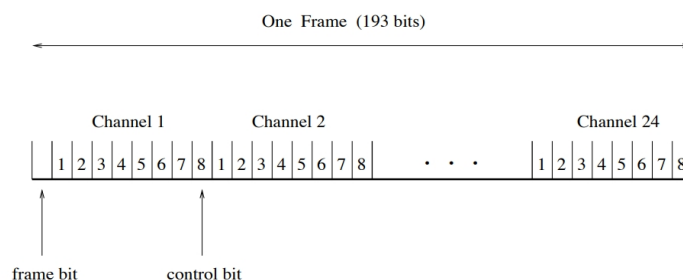 One Frame (193 bits)
Channel 1 Channel 2 Channel 24
1 2 3 4 5 6 7 8 1 2 3 4 5 6 7 8 . . . 1 2 3 4 5 6 7 8
frame bit control bit